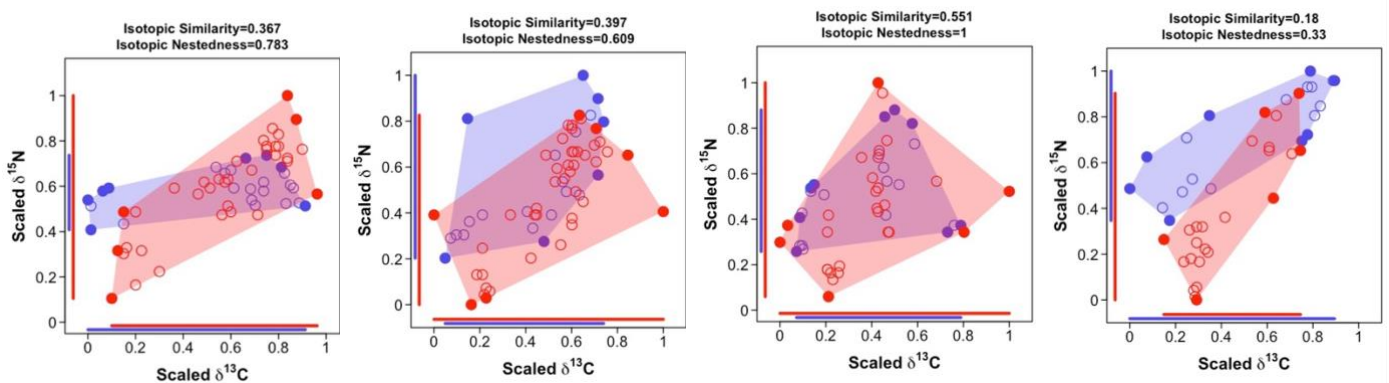 Isotopic Similarity=0.367
Isotopic Nestedness=0.783
1
0.8
0.6
0.4
0.2
0
Scaled δ15N
0 0.2 0.4 0.6 0.8 1
Scaled δ13C
Isotopic Similarity=0.397
Isotopic Nestedness=0.609
1
0.8
0.6
0.4
0.2
0
Scaled δ15N
0 0.2 0.4 0.6 0.8 1
Scaled δ13C
Isotopic Similarity=0.551
Isotopic Nestedness=1
1
0.8
0.6
0.4
0.2
0
Scaled δ15N
0 0.2 0.4 0.6 0.8 1
Scaled δ13C
Isotopic Similarity=0.18
Isotopic Nestedness=0.33
1
0.8
0.6
0.4
0.2
0
Scaled δ15N
0 0.2 0.4 0.6 0.8 1
Scaled δ13C